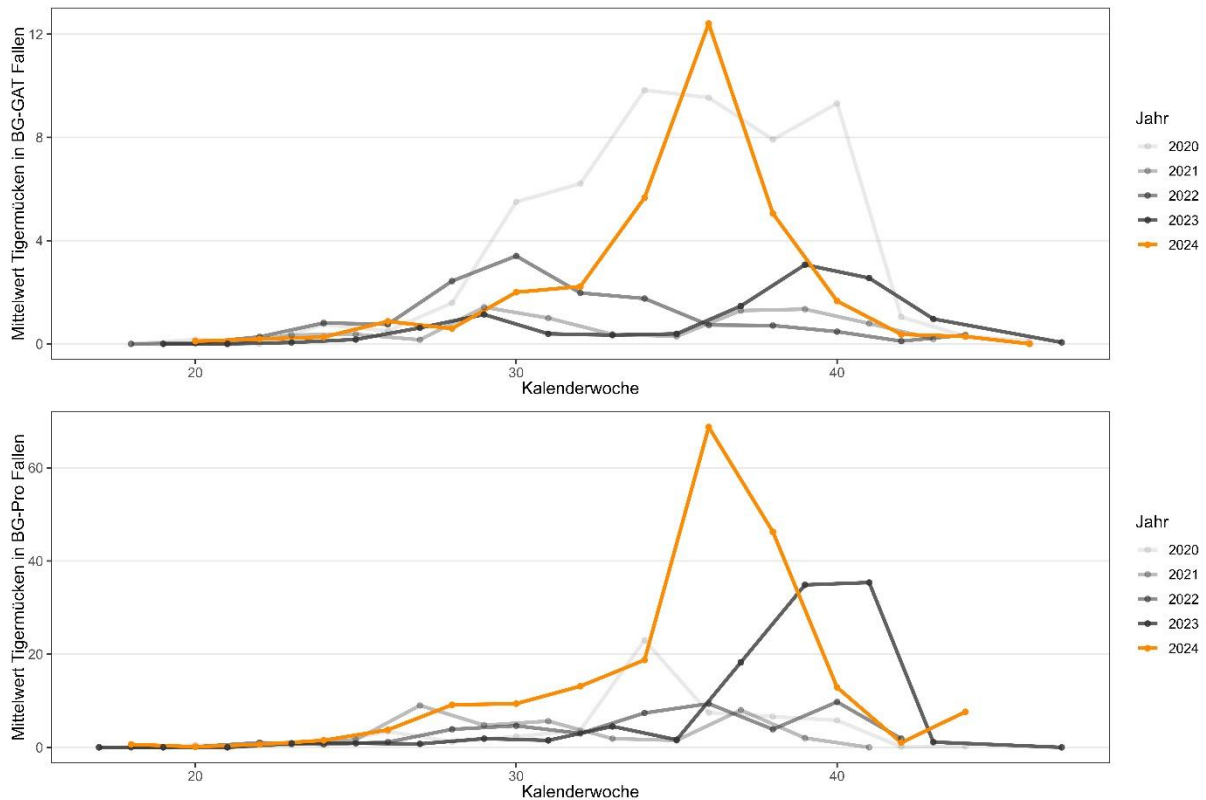 Mittelwert Tigermücken in BG-GAT Fallen
12
8
4
0
20 30 40
Kalenderwoche
Jahr
2020
2021
2022
2023
2024
Mittelwert Tigermücken in BG-Pro Fallen
60
40
20
0
20 30 40
Kalenderwoche
Jahr
2020
2021
2022
2023
2024